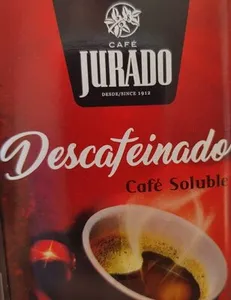 CAFÉ
JURADO
DESDE/SINCE 1912
Descafeinado
Café Soluble